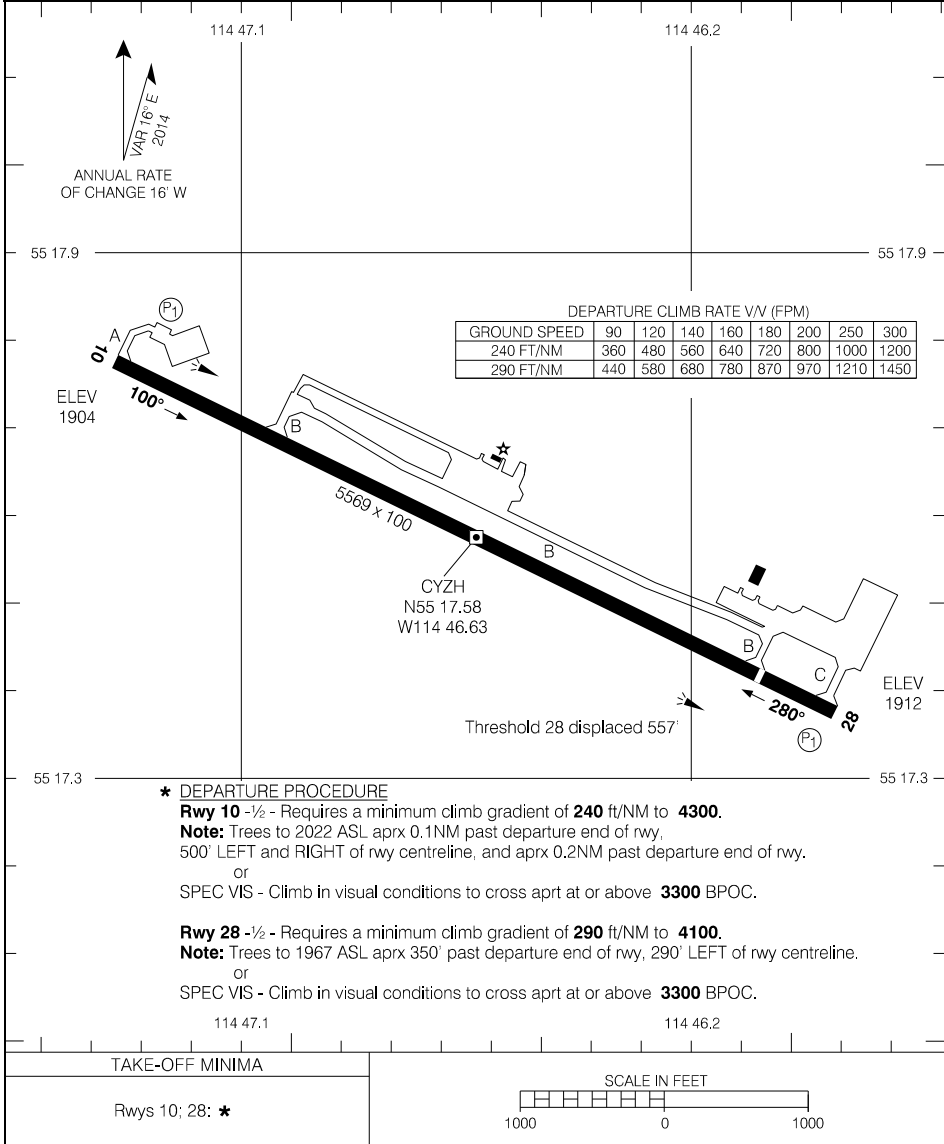 114 47.1
114 46.2
VAR 16° E
2014
ANNUAL RATE
OF CHANGE 16' W
55 17.9
55 17.9
P1
A
10
ELEV
1904
100°
DEPARTURE CLIMB RATE V/V (FPM)
GROUND SPEED 90 120 140 160 180 200 250 300
240 FT/NM 360 480 560 640 720 800 1000 1200
290 FT/NM 440 580 680 780 870 970 1210 1450
B
5569 x 100
B
CYZH
N55 17.58
W114 46.63
B
C
ELEV
1912
280°
28
Threshold 28 displaced 557'
P1
55 17.3
55 17.3
* DEPARTURE PROCEDURE
Rwy 10 -½ - Requires a minimum climb gradient of 240 ft/NM to 4300.
Note: Trees to 2022 ASL aprx 0.1NM past departure end of rwy,
500' LEFT and RIGHT of rwy centreline, and aprx 0.2NM past departure end of rwy.
or
SPEC VIS - Climb in visual conditions to cross aprt at or above 3300 BPOC.
Rwy 28 -½ - Requires a minimum climb gradient of 290 ft/NM to 4100.
Note: Trees to 1967 ASL aprx 350' past departure end of rwy, 290' LEFT of rwy centreline.
or
SPEC VIS - Climb in visual conditions to cross aprt at or above 3300 BPOC.
114 47.1
114 46.2
TAKE-OFF MINIMA
Rwys 10; 28: *
SCALE IN FEET
1000 0 1000